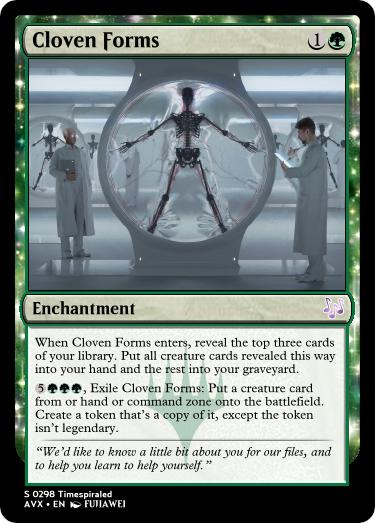 Cloven Forms 1
Enchantment
When Cloven Forms enters, reveal the top three cards
of your library. Put all creature cards revealed this way
into your hand and the rest into your graveyard.
5, Exile Cloven Forms: Put a creature card
from or hand or command zone onto the battlefield.
Create a token that's a copy of it, except the token
isn't legendary.
“We'd like to know a little bit about you for our files, and
to help you learn to help yourself.”
S 0298 Timespiraled
AVX • EN FUJIAWEI